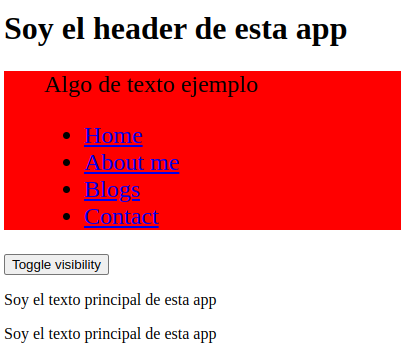 Soy el header de esta app
Algo de texto ejemplo
Home
About me
Blogs
Contact
Toggle visibility
Soy el texto principal de esta app
Soy el texto principal de esta app